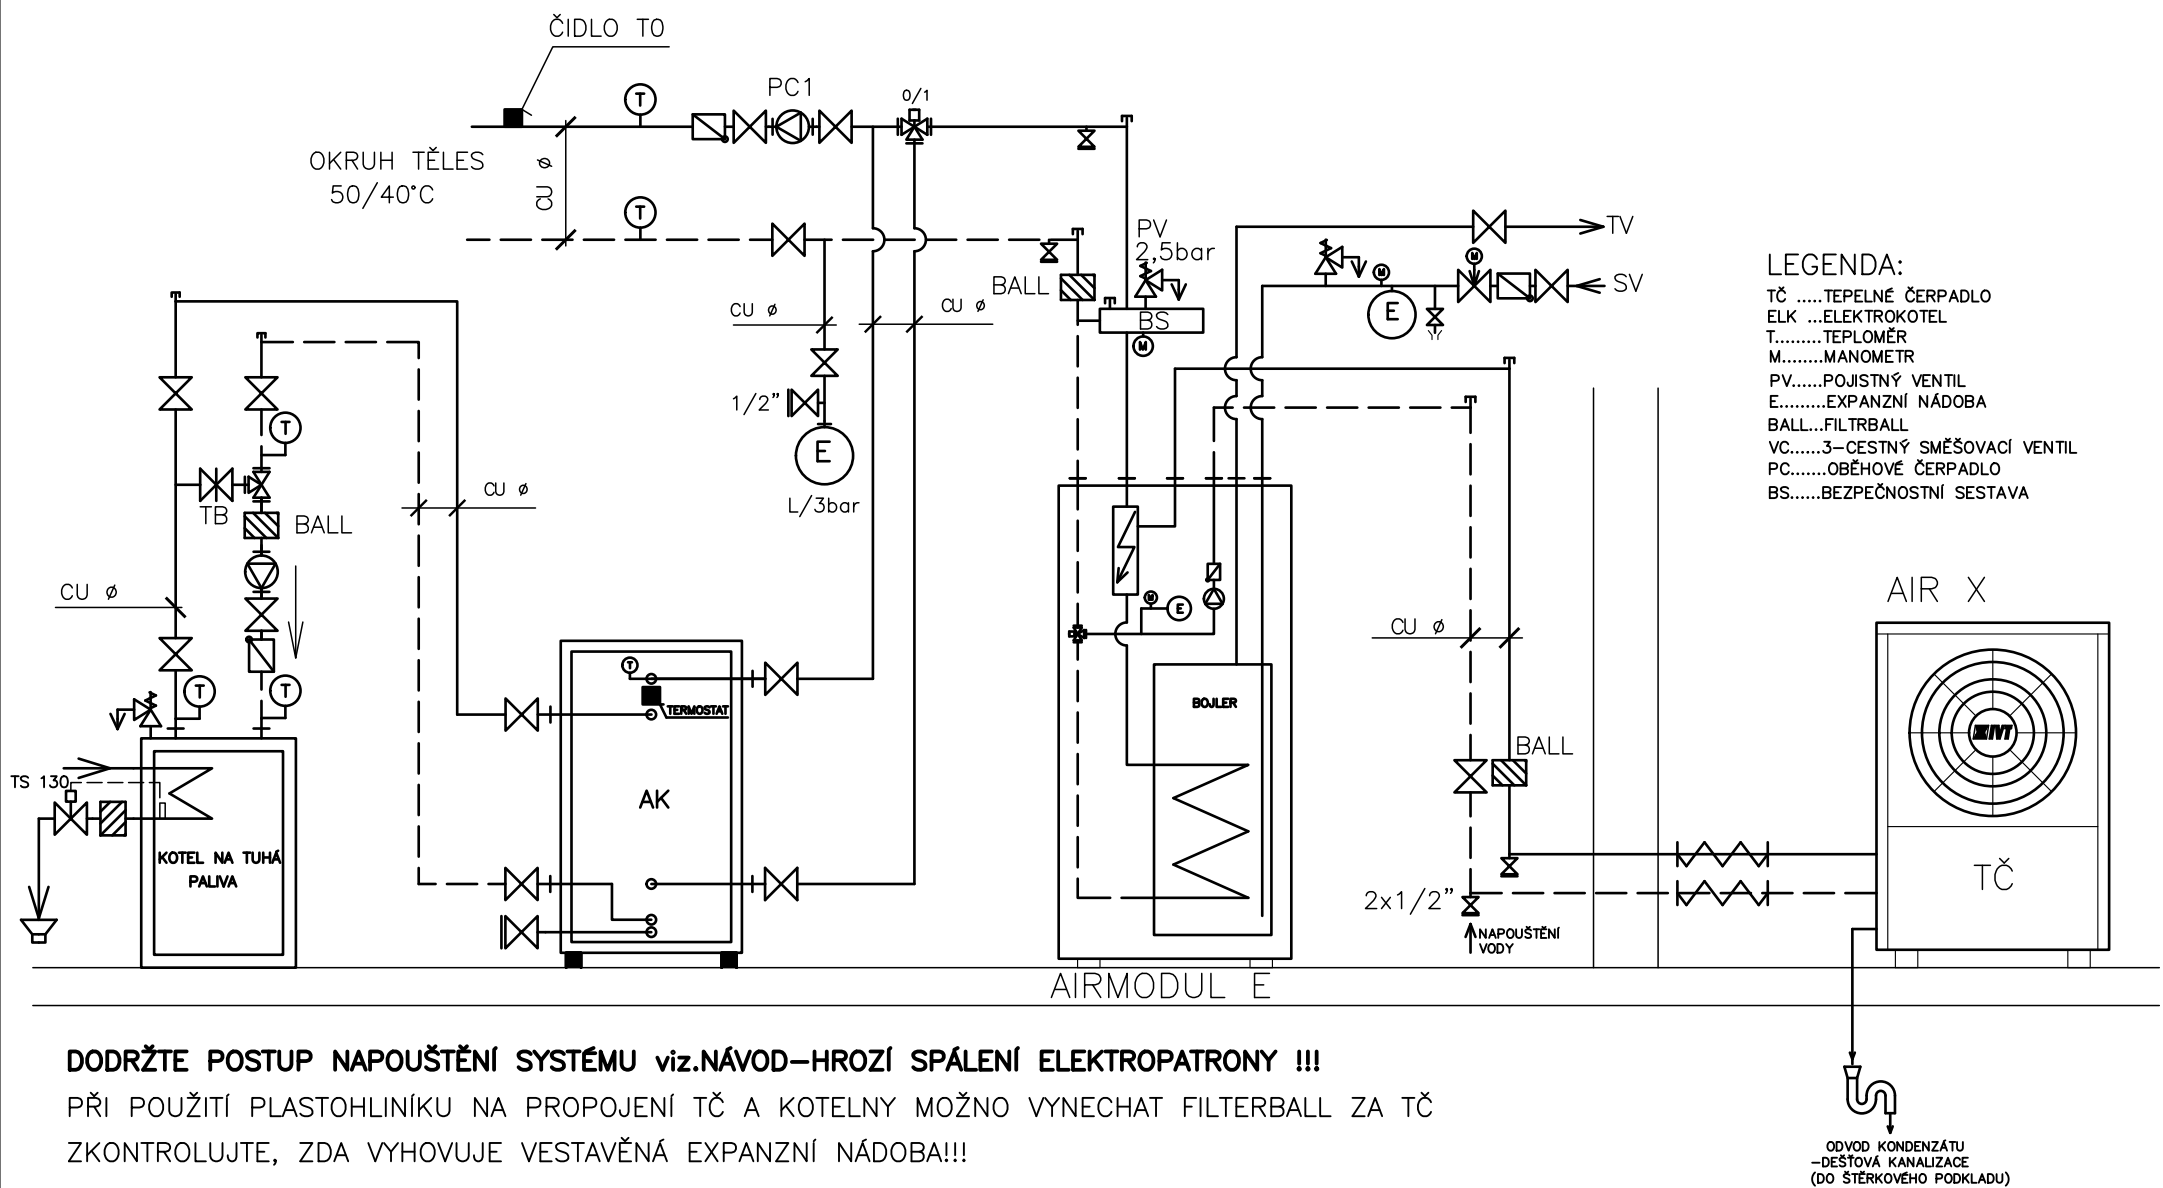 ČIDLO T0
T
PC1
0/1
OKRUH TĚLES
50/40°C
CU ø
T
PV
2,5bar
TV
BALL
M
M
SV
E
CU ø
CU ø
BS
M
LEGENDA:
TČ .....TEPELNÉ ČERPADLO
ELK ...ELEKTROKOTEL
T.........TEPLOMĚR
M........MANOMETR
PV......POJISTNÝ VENTIL
E.........EXPANZNÍ NÁDOBA
BALL...FILTRBALL
VC......3-CESTNÝ SMĚŠOVACÍ VENTIL
PC.......OBĚHOVÉ ČERPADLO
BS......BEZPEČNOSTNÍ SESTAVA
1/2"
E
L/3bar
T
TB
BALL
CU ø
CU ø
T
T
T
TERMOSTAT
AK
TS 130
KOTEL NA TUHÁ
PALIVA
M
E
BOJLER
CU ø
BALL
2x1/2"
NAPOUŠTĚNÍ
VODY
AIR X
IVT
TČ
AIRMODUL E
DODRŽTE POSTUP NAPOUŠTĚNÍ SYSTÉMU viz.NÁVOD-HROZÍ SPÁLENÍ ELEKTROPATRONY !!!
PŘI POUŽITÍ PLASTOHLINÍKU NA PROPOJENÍ TČ A KOTELNY MOŽNO VYNECHAT FILTERBALL ZA TČ
ZKONTROLUJTE, ZDA VYHOVUJE VESTAVĚNÁ EXPANZNÍ NÁDOBA!!!
ODVOD KONDENZÁTU
-DEŠŤOVÁ KANALIZACE
(DO ŠTĚRKOVÉHO PODKLADU)